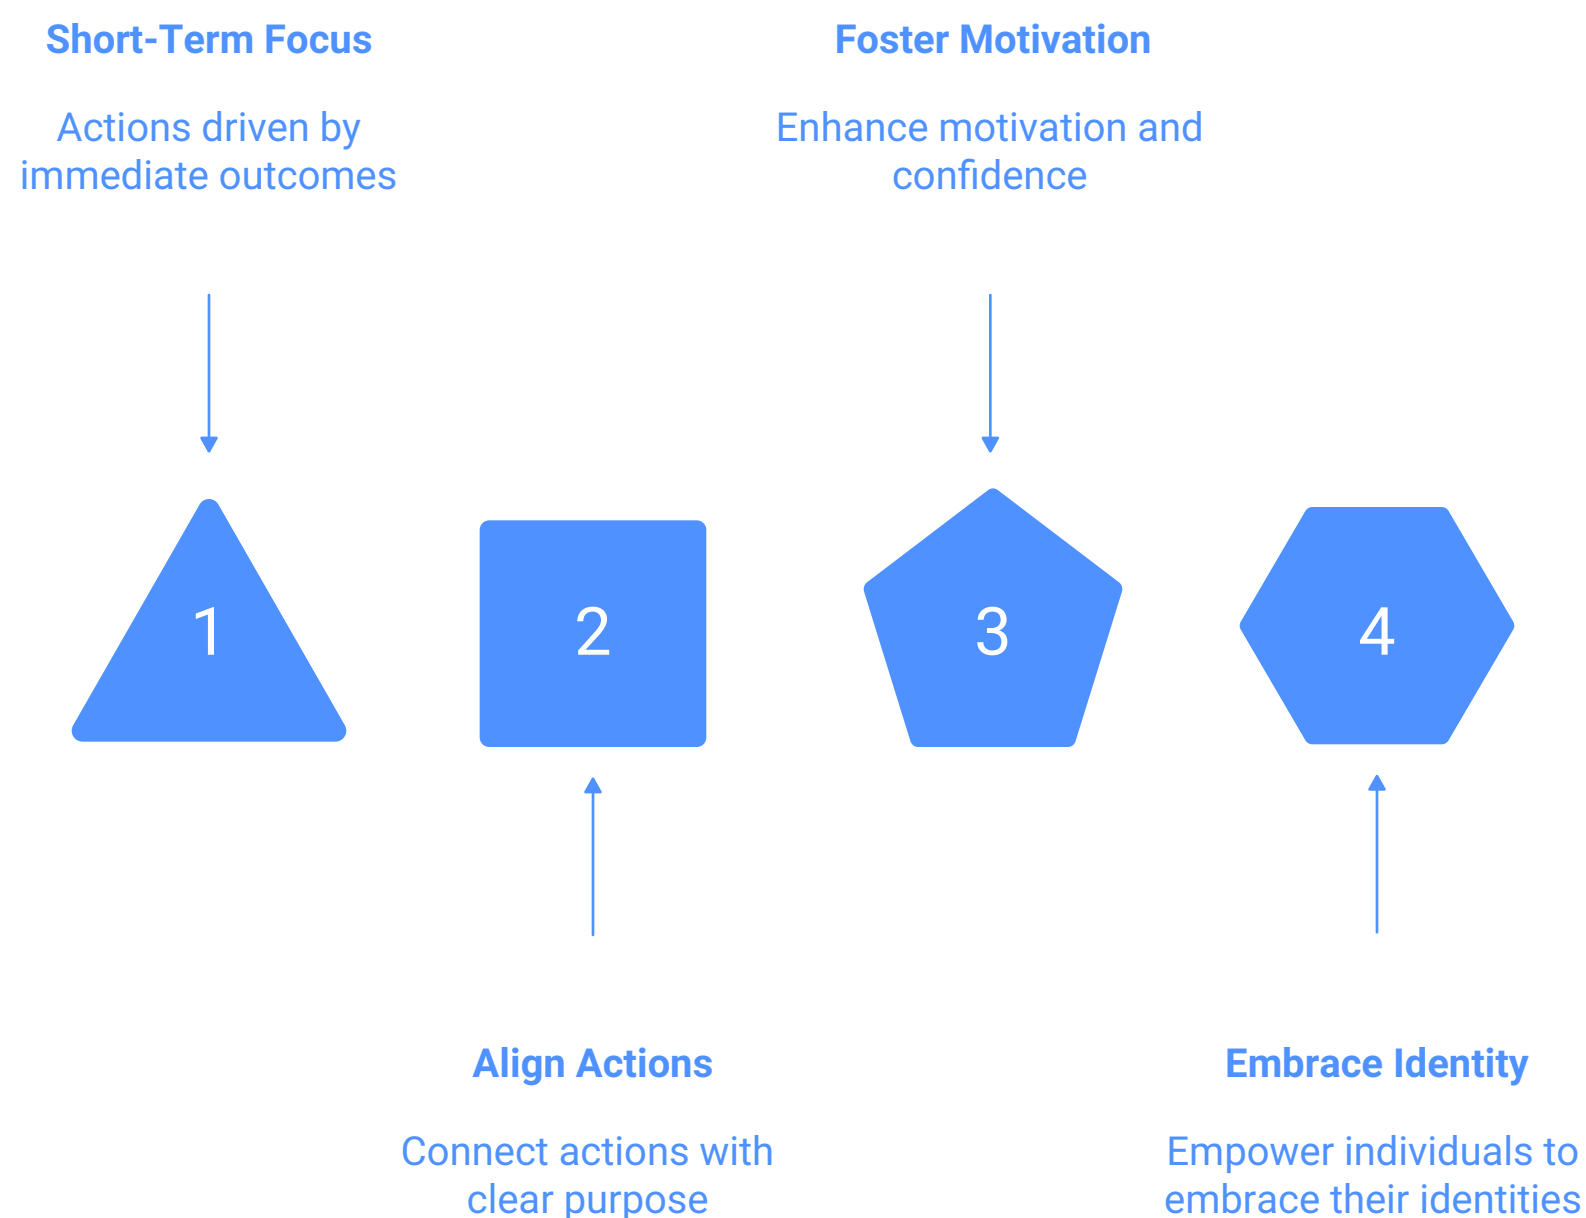 Short-Term Focus
Actions driven by
immediate outcomes
Foster Motivation
Enhance motivation and
confidence
1
2
3
4
Align Actions
Connect actions with
clear purpose
Embrace Identity
Empower individuals to
embrace their identities